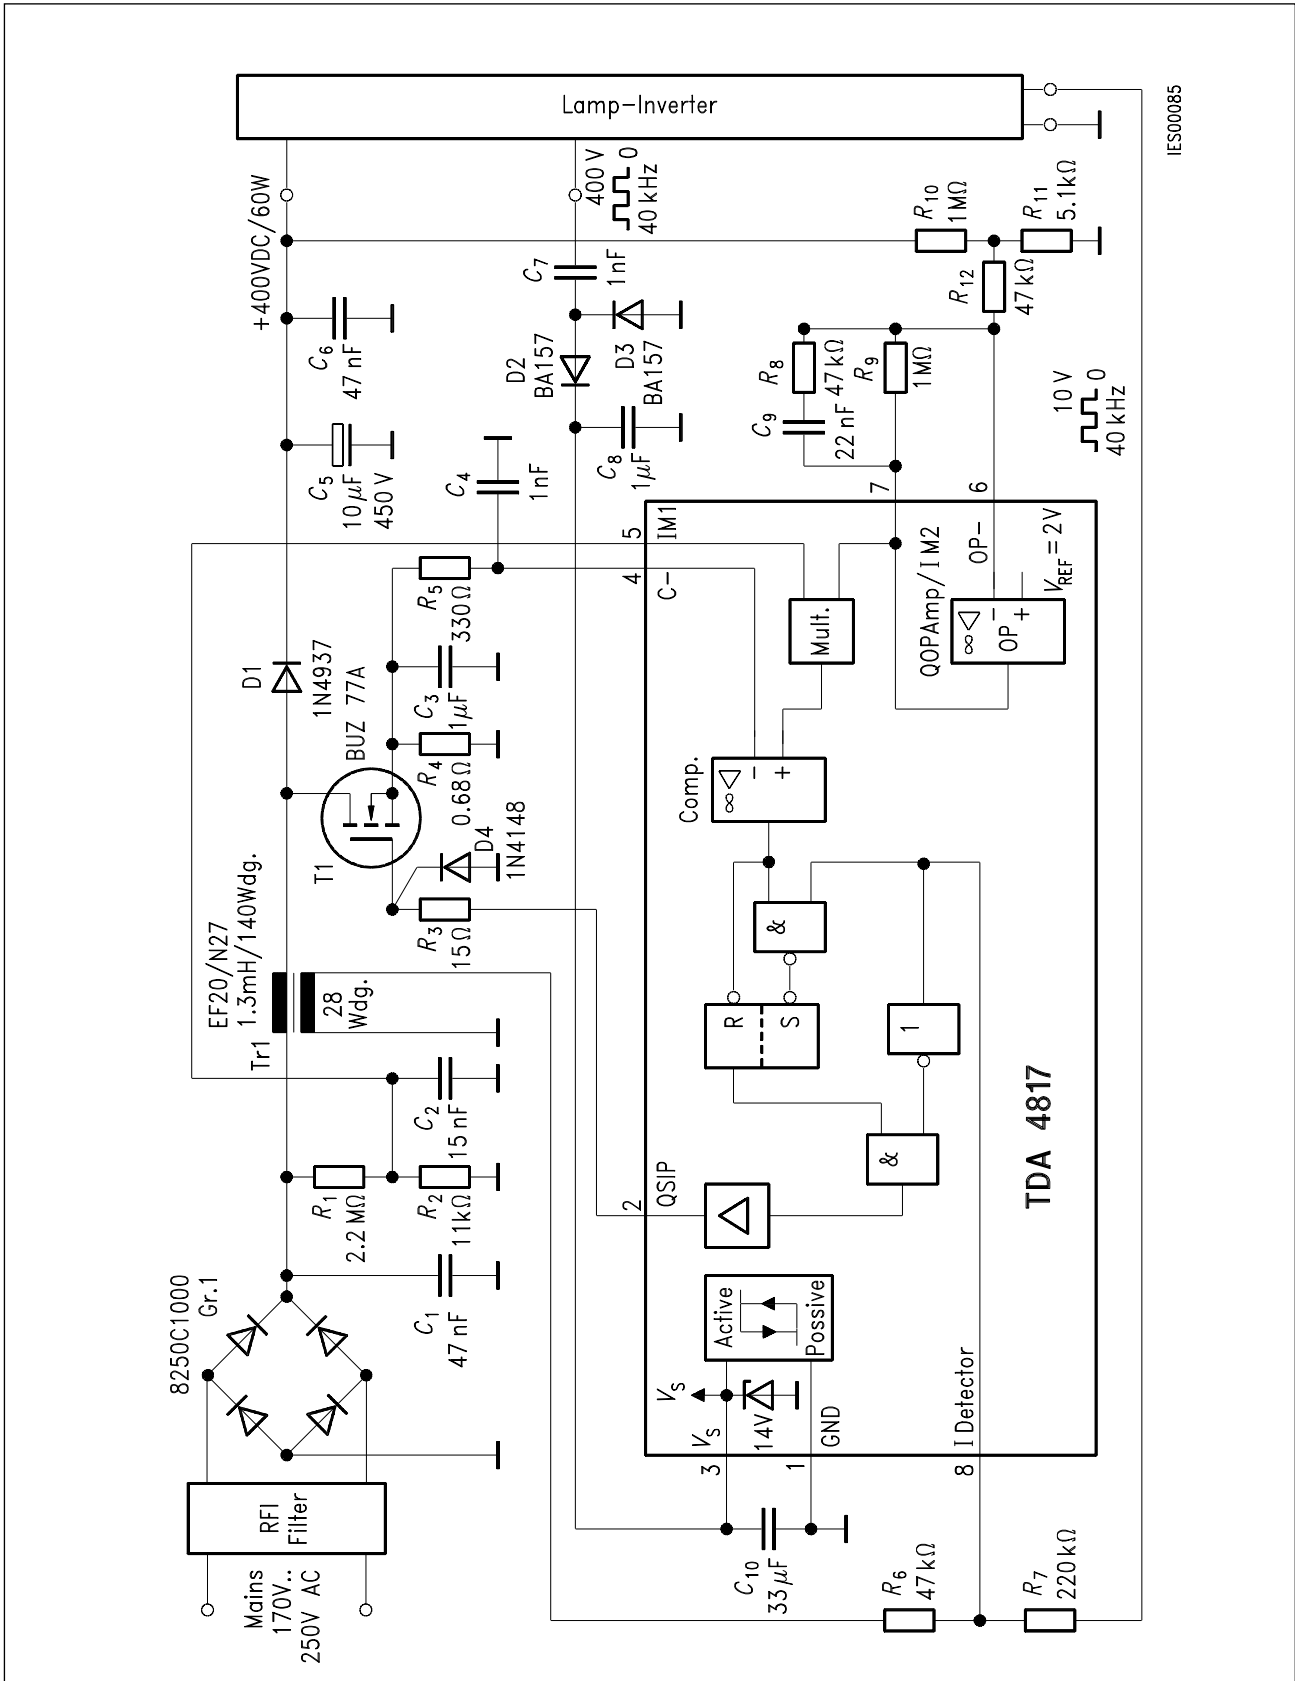 Lamp-Inverter
IES00085
+400VDC/60W
400 V
0
40 kHz
R10
1MΩ
R11
5.1kΩ
C7
1nF
R12
47kΩ
C6
47 nF
D2
BA157
D3
BA157
R8
47kΩ
R9
1MΩ
10 V
0
40 kHz
C9
22 nF
C5
10 µF
450 V
C4
1nF
C8
1µF
7
6
5
IM1
4
C-
OP-
QOPAmp/IM2
VREF = 2V
∞
-
OP
+
Mult.
R5
330Ω
D1
1N4937
BUZ 77A
C3
1µF
R4
0.68Ω
D4
1N4148
T1
Comp.
∞
-
+
R3
15Ω
EF20/N27
1.3mH/140Wdg.
28
Wdg.
Tr1
&
R
S
1
&
TDA 4817
C2
15 nF
R1
2.2 MΩ
R2
11kΩ
2
QSIP
C1
47 nF
8250C1000
Gr.1
Active
Possive
VS
VS
14V
GND
I Detector
3
1
8
RFI
Filter
Mains
170V..
250V AC
C10
33 µF
R6
47kΩ
R7
220kΩ